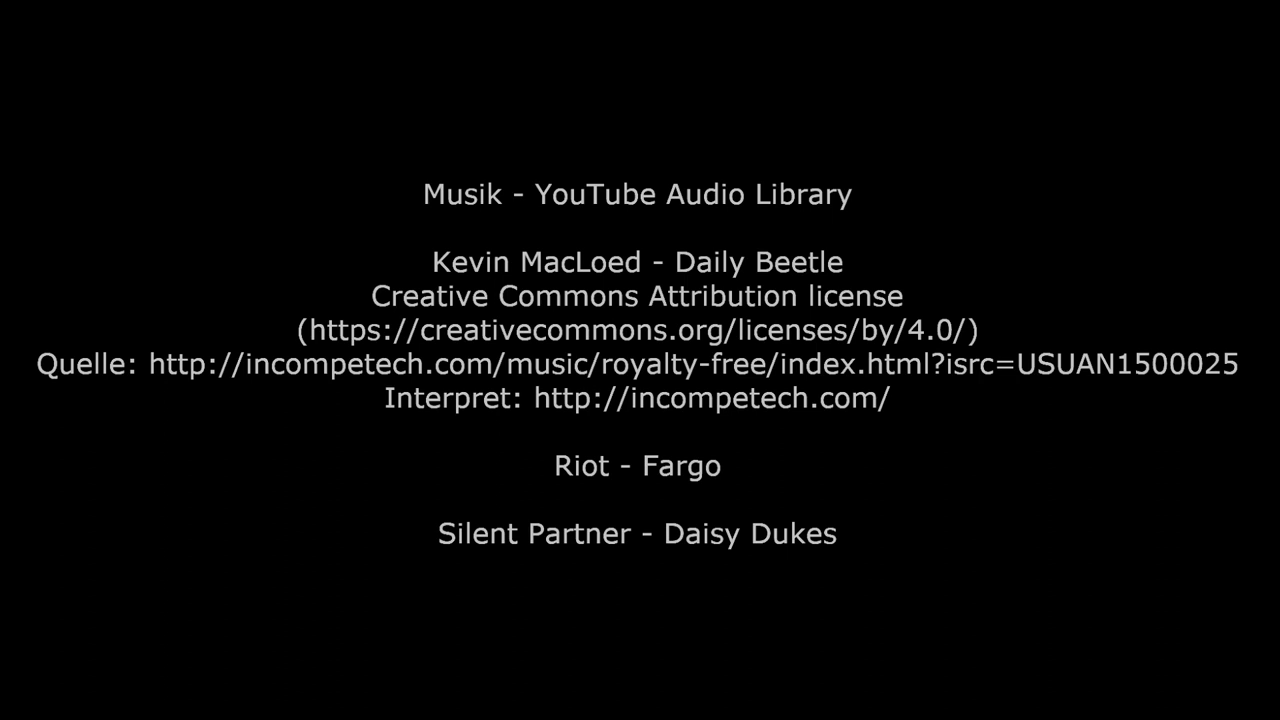 Musik - YouTube Audio Library
Kevin MacLoed - Daily Beetle
Creative Commons Attribution license
(https://creativecommons.org/licenses/by/4.0/)
Quelle: http://incompetech.com/music/royalty-free/index.html?isrc=USUAN1500025
Interpret: http://incompetech.com/
Riot - Fargo
Silent Partner - Daisy Dukes